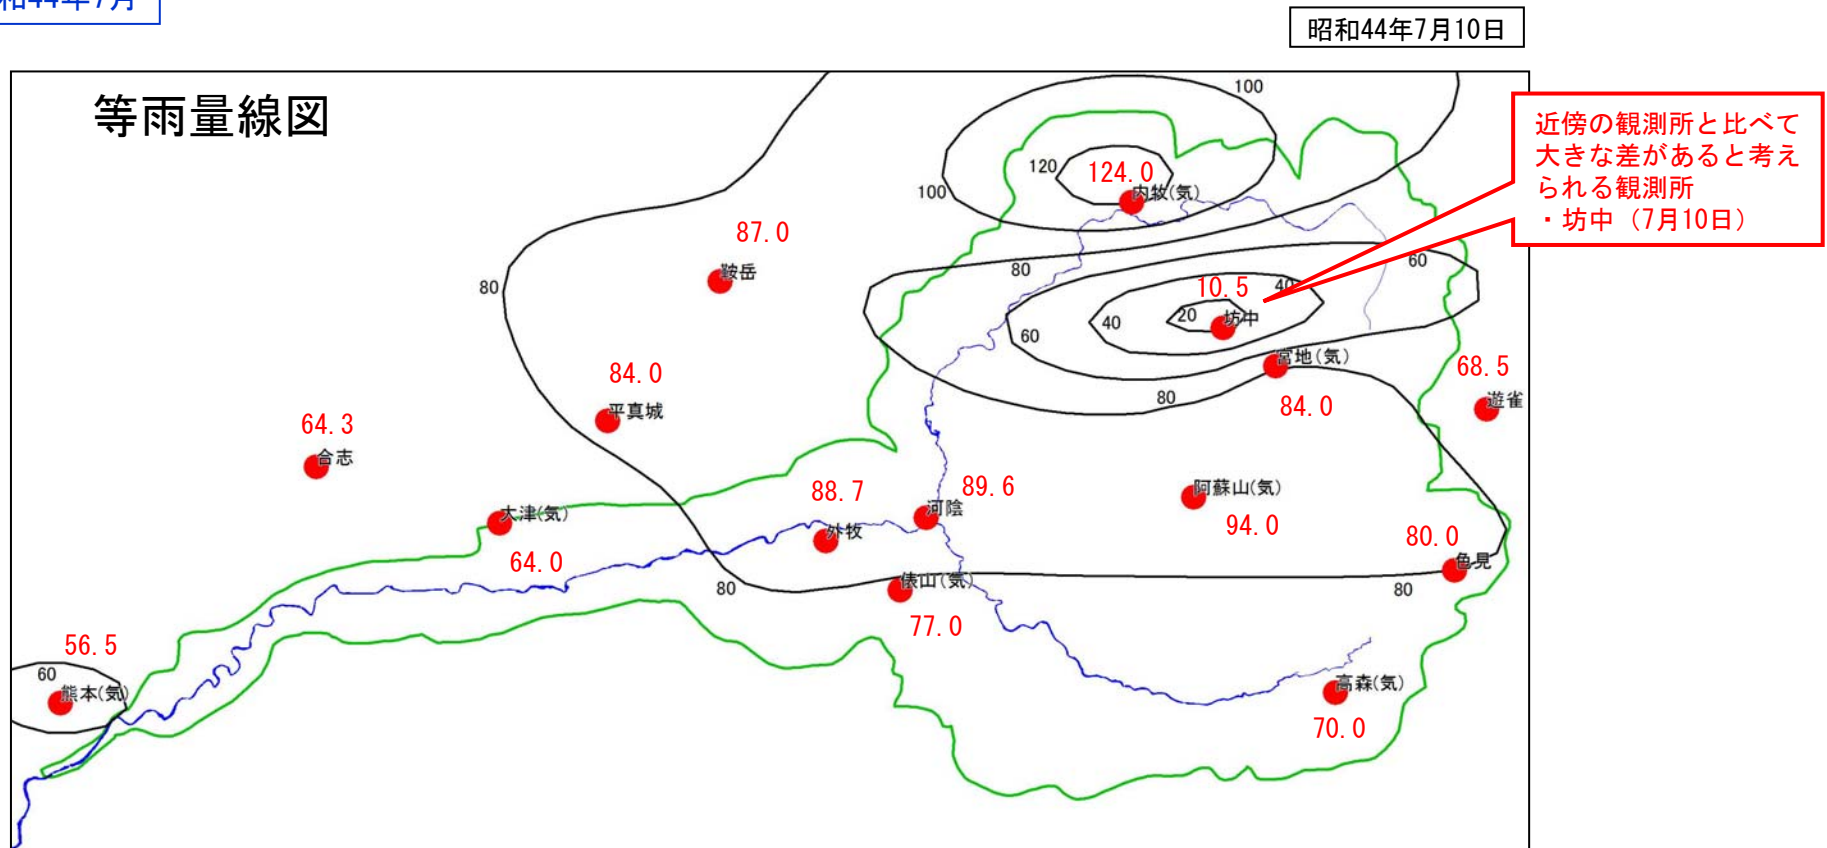 和44年7月
昭和44年7月10日
等雨量線図
近傍の観測所と比べて
大きな差があると考え
られる観測所
・坊中（7月10日）
100
120
124.0
内牧(気)
100
87.0
鞍岳
80
80
60
10.5
40
20
坊中
40
60
宮地(気)
84.0
80
68.5
遊雀
84.0
平真城
64.3
合志
88.7
外牧
89.6
河陰
阿蘇山(気)
94.0
大津(気)
64.0
80.0
色見
80
80
俵山(気)
77.0
56.5
60
熊本(気)
高森(気)
70.0